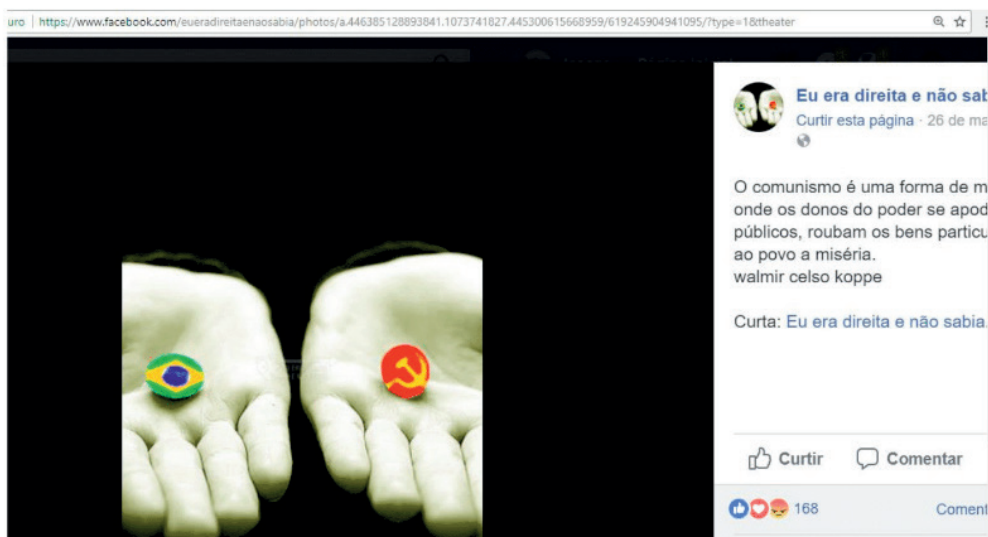 uro https://www.facebook.com/eueradireitaenaosabia/photos/a.446385128893841.1073741827.445300615668959/619245904941095/?type=1&theater
Eu era direita e não sab
Curtir esta página · 26 de ma
O comunismo é uma forma de m
onde os donos do poder se apod
públicos, roubam os bens particu
ao povo a miséria.
walmir celso koppe
Curta: Eu era direita e não sabia.
Curtir Comentar
168 Coment